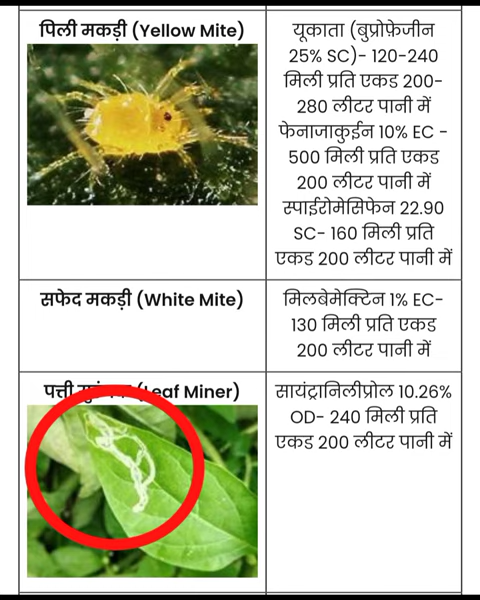 पिली मकड़ी (Yellow Mite)
यूकाता (बुप्रोफ़ेजीन
25% SC)- 120-240
मिली प्रति एकड 200-
280 लीटर पानी में
फेनाजाकुईन 10% EC -
500 मिली प्रति एकड
200 लीटर पानी में
स्पाईरोमेसिफेन 22.90
SC- 160 मिली प्रति
एकड 200 लीटर पानी में
सफेद मकड़ी (White Mite)
मिलबेमेक्टिन 1% EC-
130 मिली प्रति एकड
200 लीटर पानी में
पत्ती (Leaf Miner)
सायंट्रानिलीप्रोल 10.26%
OD- 240 मिली प्रति
एकड 200 लीटर पानी में